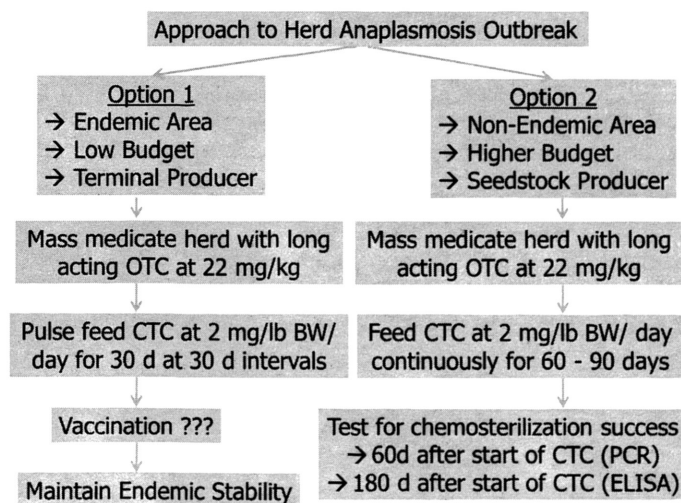 Approach to Herd Anaplasmosis Outbreak
Option 1
→ Endemic Area
→ Low Budget
→ Terminal Producer
Mass medicate herd with long
acting OTC at 22 mg/kg
Pulse feed CTC at 2 mg/lb BW/
day for 30 d at 30 d intervals
Vaccination ???
Maintain Endemic Stability
Option 2
→ Non-Endemic Area
→ Higher Budget
→ Seedstock Producer
Mass medicate herd with long
acting OTC at 22 mg/kg
Feed CTC at 2 mg/lb BW/ day
continuously for 60 - 90 days
Test for chemosterilization success
→ 60d after start of CTC (PCR)
→ 180 d after start of CTC (ELISA)